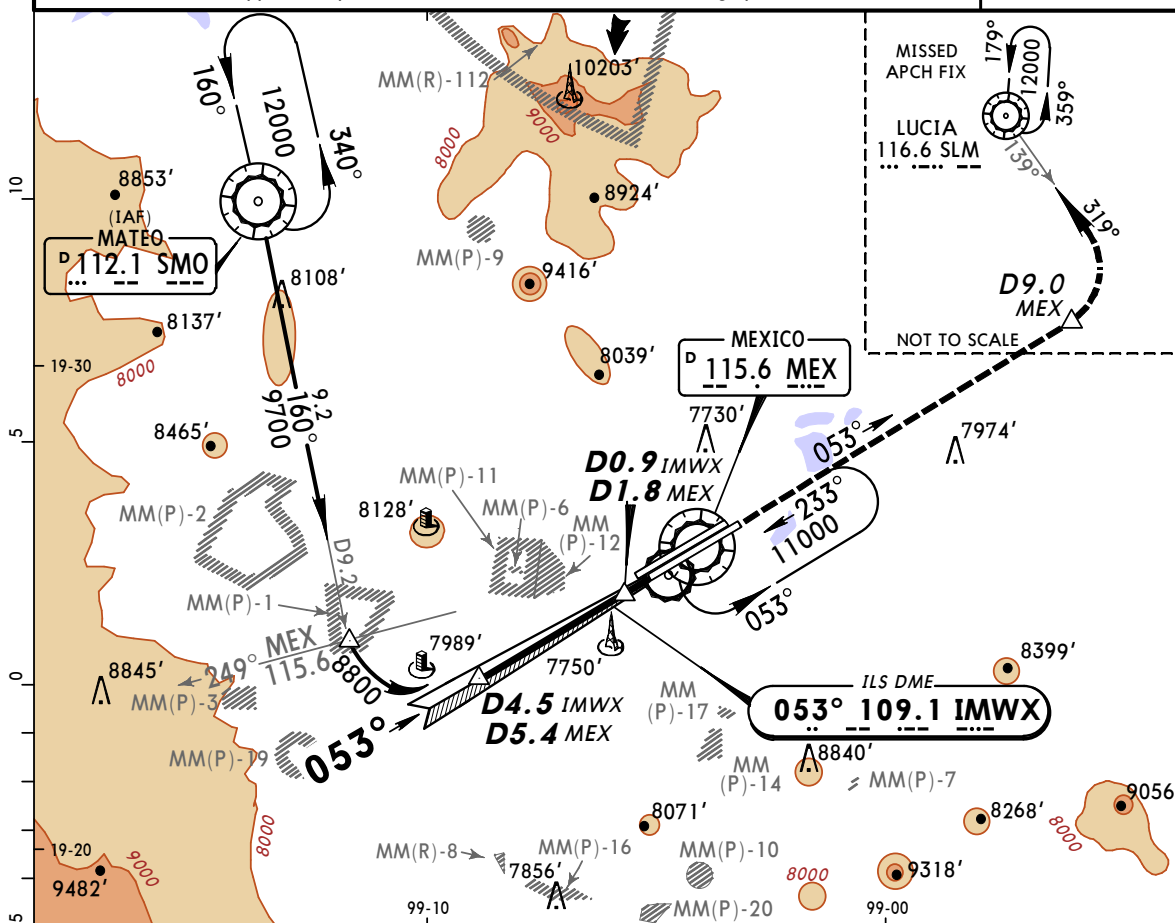 MM(R)-112
10203'
8000
9000
160°
12000
340°
MISSED
APCH FIX
179°
12000
359°
LUCIA
116.6 SLM
139°
319°
10
8853'
(IAF)
MATEO
D 112.1 SMO
8924'
MM(P)-9
9416'
8108'
8137'
8000
D9.0
MEX
NOT TO SCALE
MEXICO
D 115.6 MEX
19-30
8039'
9.2
160°
9700
5
8465'
7730'
7974'
053°
D0.9 IMWX
D1.8 MEX
MM(P)-11
MM(P)-6
MM
(P)-12
8128'
MM(P)-2
233°
11000
053°
D9.2
MM(P)-1
249° MEX
115.6
8800
7989'
7750'
8399'
0
8845'
MM(P)-3
D4.5 IMWX
D5.4 MEX
MM
(P)-17
ILS DME
053° 109.1 IMWX
053°
MM(P)-19
MM
(P)-14
8840'
MM(P)-7
8071'
8268'
9056
8000
8000
19-20
9000
9482'
MM(R)-8
7856'
MM(P)-16
MM(P)-10
8000
9318'
MM(P)-20
5
99-10
99-00